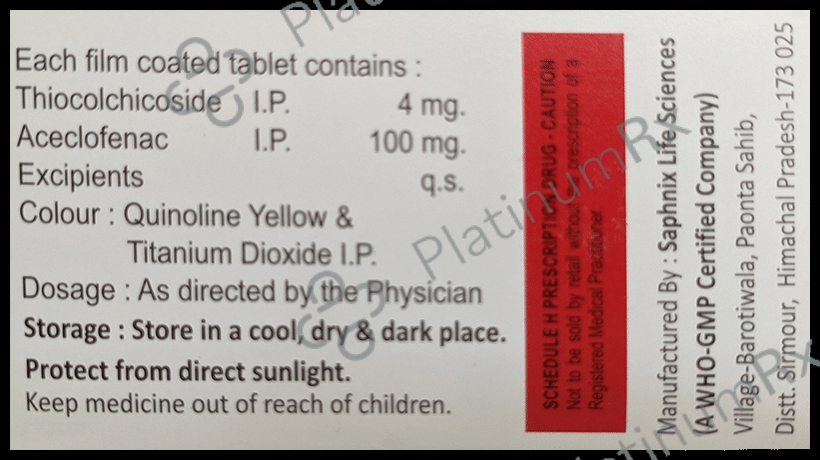 Each film coated tablet contains :
Thiocolchicoside I.P. 4 mg.
Aceclofenac I.P. 100 mg.
Excipients q.s.
Colour : Quinoline Yellow &
Titanium Dioxide I.P.
Dosage : As directed by the Physician
Storage : Store in a cool, dry & dark place.
Protect from direct sunlight.
Keep medicine out of reach of children.
SCHEDULE H PRESCRIPTION DRUG - CAUTION
Not to be sold by retail without the prescription of a
Registered Medical Practitioner
Manufactured By : Saphnix Life Sciences
(A WHO-GMP Certified Company)
Village-Barotiwala, Paonta Sahib,
Distt. Sirmour, Himachal Pradesh-173 025
PlatinumRx
PlatinumRx
PlatinumRx